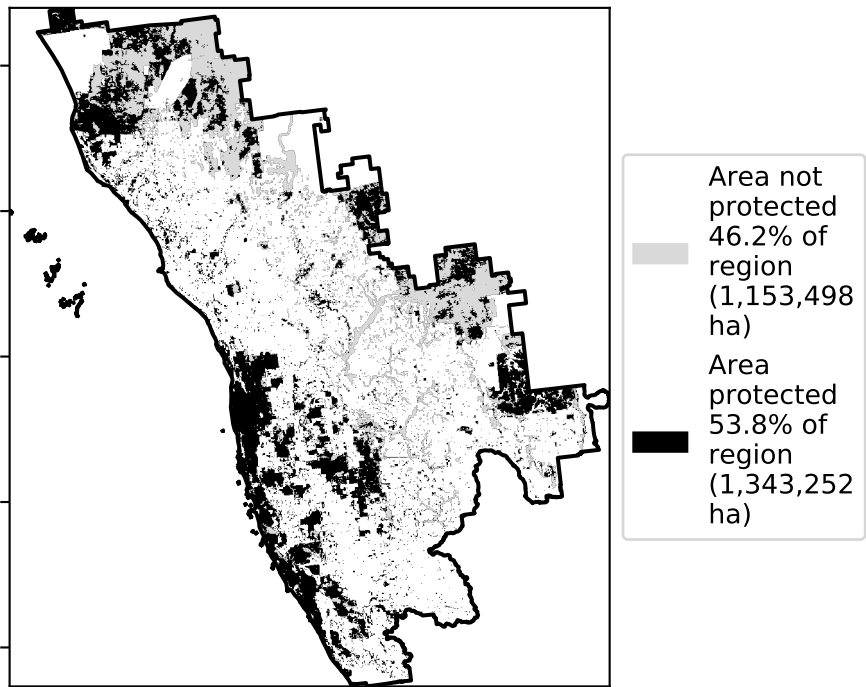 Area not
protected
46.2% of
region
(1,153,498
ha)
Area
protected
53.8% of
region
(1,343,252
ha)